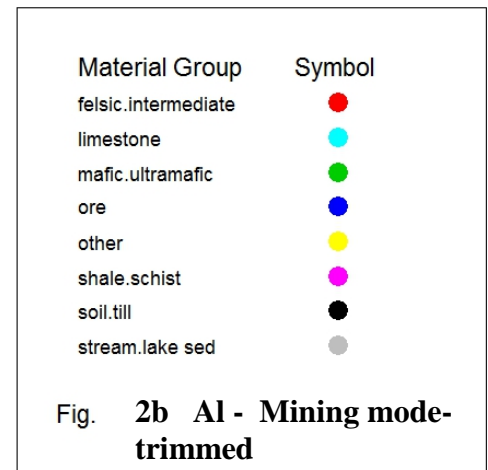 Material Group Symbol
felsic.intermediate
limestone
mafic.ultramafic
ore
other
shale.schist
soil.till
stream.lake sed
Fig. 2b Al - Mining mode-
trimmed